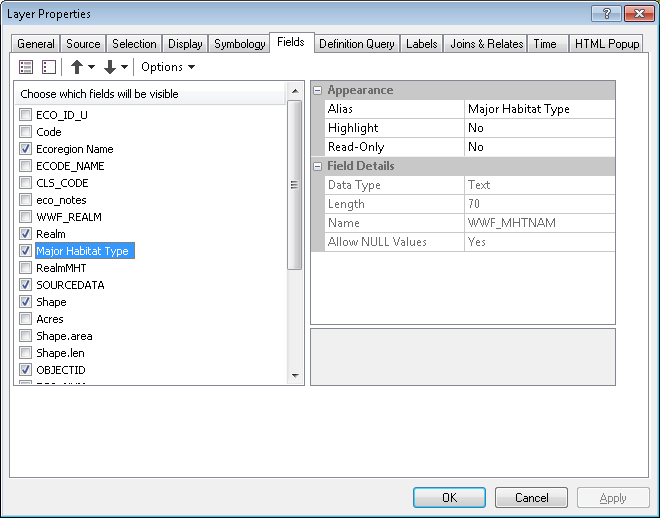 Layer Properties
General Source Selection Display Symbology Fields Definition Query Labels Joins & Relates Time HTML Popup
Options
Choose which fields will be visible
ECO_ID_U
Code
Ecoregion Name
ECODE_NAME
CLS_CODE
eco_notes
WWF_REALM
Realm
Major Habitat Type
RealmMHT
SOURCEDATA
Shape
Acres
Shape.area
Shape.len
OBJECTID
Appearance
Alias Major Habitat Type
Highlight No
Read-Only No
Field Details
Data Type Text
Length 70
Name WWF_MHTNAM
Allow NULL Values Yes
OK Cancel Apply